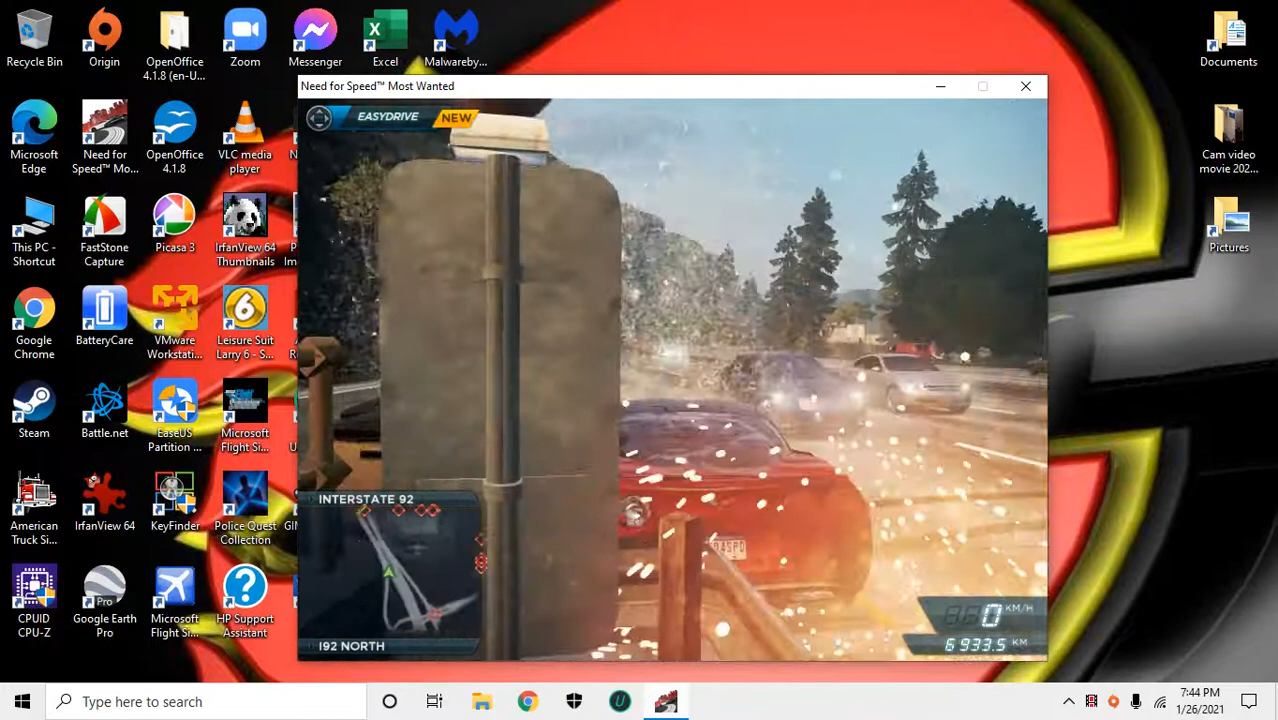 Recycle Bin
Origin
OpenOffice
4.1.8 (en-U...
Zoom
Messenger
Excel
Malwareby...
Documents
Need for Speed™ Most Wanted
EASYDRIVE
NEW
Microsoft
Edge
Need for
Speed™ Mo...
OpenOffice
4.1.8
VLC media
player
Cam video
movie 202...
This PC -
Shortcut
FastStone
Capture
Picasa 3
IrfanView 64
Thumbnails
Pictures
Google
Chrome
BatteryCare
VMware
Workstati...
Leisure Suit
Larry 6 - S...
Steam
Battle.net
EaseUS
Partition ...
Microsoft
Flight Si...
American
Truck Si...
IrfanView 64
KeyFinder
Police Quest
Collection
INTERSTATE 92
CPUID
CPU-Z
Pro
Google Earth
Pro
Microsoft
Flight Si...
HP Support
Assistant
I92 NORTH
0 KM/H
6933.5 KM
Type here to search
7:44 PM
1/26/2021